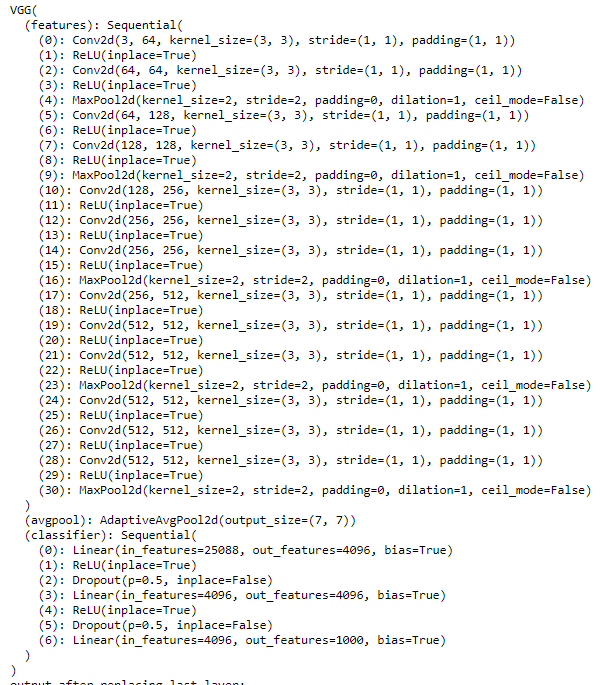 VGG(
  (features): Sequential(
    (0): Conv2d(3, 64, kernel_size=(3, 3), stride=(1, 1), padding=(1, 1))
    (1): ReLU(inplace=True)
    (2): Conv2d(64, 64, kernel_size=(3, 3), stride=(1, 1), padding=(1, 1))
    (3): ReLU(inplace=True)
    (4): MaxPool2d(kernel_size=2, stride=2, padding=0, dilation=1, ceil_mode=False)
    (5): Conv2d(64, 128, kernel_size=(3, 3), stride=(1, 1), padding=(1, 1))
    (6): ReLU(inplace=True)
    (7): Conv2d(128, 128, kernel_size=(3, 3), stride=(1, 1), padding=(1, 1))
    (8): ReLU(inplace=True)
    (9): MaxPool2d(kernel_size=2, stride=2, padding=0, dilation=1, ceil_mode=False)
    (10): Conv2d(128, 256, kernel_size=(3, 3), stride=(1, 1), padding=(1, 1))
    (11): ReLU(inplace=True)
    (12): Conv2d(256, 256, kernel_size=(3, 3), stride=(1, 1), padding=(1, 1))
    (13): ReLU(inplace=True)
    (14): Conv2d(256, 256, kernel_size=(3, 3), stride=(1, 1), padding=(1, 1))
    (15): ReLU(inplace=True)
    (16): MaxPool2d(kernel_size=2, stride=2, padding=0, dilation=1, ceil_mode=False)
    (17): Conv2d(256, 512, kernel_size=(3, 3), stride=(1, 1), padding=(1, 1))
    (18): ReLU(inplace=True)
    (19): Conv2d(512, 512, kernel_size=(3, 3), stride=(1, 1), padding=(1, 1))
    (20): ReLU(inplace=True)
    (21): Conv2d(512, 512, kernel_size=(3, 3), stride=(1, 1), padding=(1, 1))
    (22): ReLU(inplace=True)
    (23): MaxPool2d(kernel_size=2, stride=2, padding=0, dilation=1, ceil_mode=False)
    (24): Conv2d(512, 512, kernel_size=(3, 3), stride=(1, 1), padding=(1, 1))
    (25): ReLU(inplace=True)
    (26): Conv2d(512, 512, kernel_size=(3, 3), stride=(1, 1), padding=(1, 1))
    (27): ReLU(inplace=True)
    (28): Conv2d(512, 512, kernel_size=(3, 3), stride=(1, 1), padding=(1, 1))
    (29): ReLU(inplace=True)
    (30): MaxPool2d(kernel_size=2, stride=2, padding=0, dilation=1, ceil_mode=False)
  )
  (avgpool): AdaptiveAvgPool2d(output_size=(7, 7))
  (classifier): Sequential(
    (0): Linear(in_features=25088, out_features=4096, bias=True)
    (1): ReLU(inplace=True)
    (2): Dropout(p=0.5, inplace=False)
    (3): Linear(in_features=4096, out_features=4096, bias=True)
    (4): ReLU(inplace=True)
    (5): Dropout(p=0.5, inplace=False)
    (6): Linear(in_features=4096, out_features=1000, bias=True)
  )
)
output after replacing last layer: